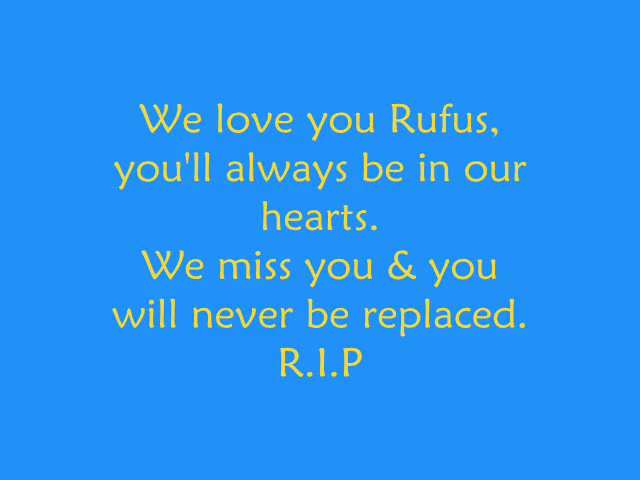 We love you Rufus,
you'll always be in our
hearts.
We miss you & you
will never be replaced.
R.I.P